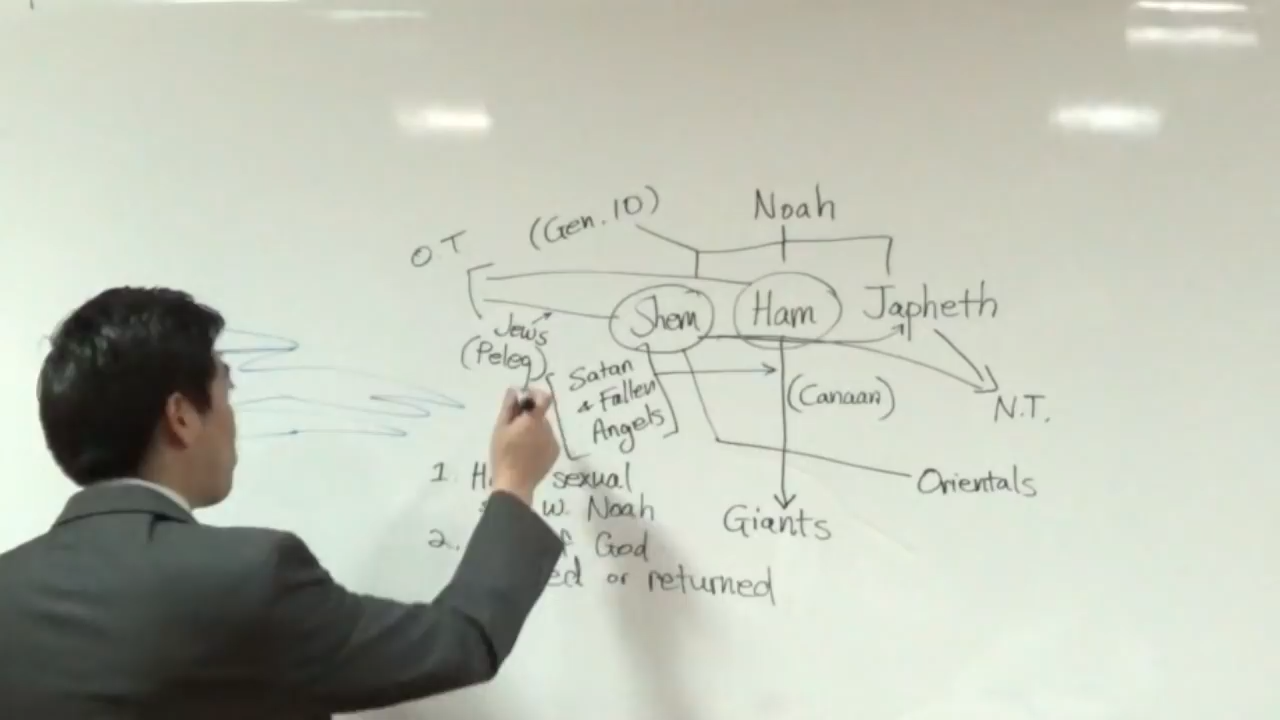 Noah
(Gen. 10)
O.T
Shem
Ham
Japheth
Jews
(Peleg)
Satan
& Fallen
Angels
(Canaan)
N.T.
Orientals
Giants
1. sexual
w. Noah
2. God
or returned